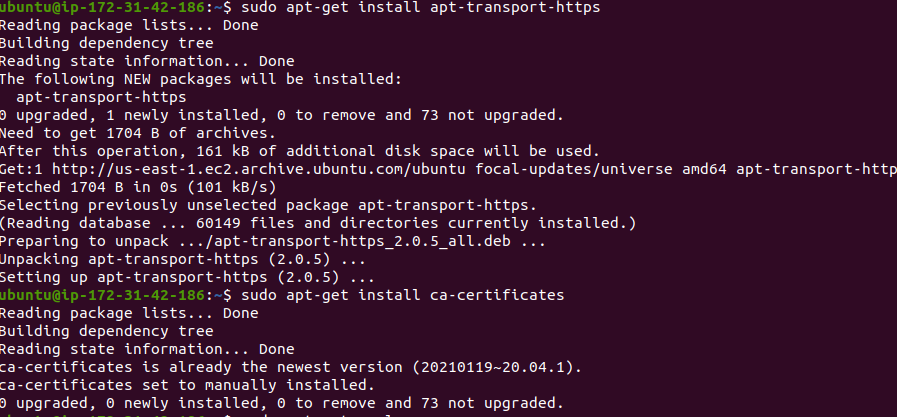 ubuntu@ip-172-31-42-186:~$ sudo apt-get install apt-transport-https
Reading package lists... Done
Building dependency tree
Reading state information... Done
The following NEW packages will be installed:
  apt-transport-https
0 upgraded, 1 newly installed, 0 to remove and 73 not upgraded.
Need to get 1704 B of archives.
After this operation, 161 kB of additional disk space will be used.
Get:1 http://us-east-1.ec2.archive.ubuntu.com/ubuntu focal-updates/universe amd64 apt-transport-http
Fetched 1704 B in 0s (101 kB/s)
Selecting previously unselected package apt-transport-https.
(Reading database ... 60149 files and directories currently installed.)
Preparing to unpack .../apt-transport-https_2.0.5_all.deb ...
Unpacking apt-transport-https (2.0.5) ...
Setting up apt-transport-https (2.0.5) ...
ubuntu@ip-172-31-42-186:~$ sudo apt-get install ca-certificates
Reading package lists... Done
Building dependency tree
Reading state information... Done
ca-certificates is already the newest version (20210119~20.04.1).
ca-certificates set to manually installed.
0 upgraded, 0 newly installed, 0 to remove and 73 not upgraded.